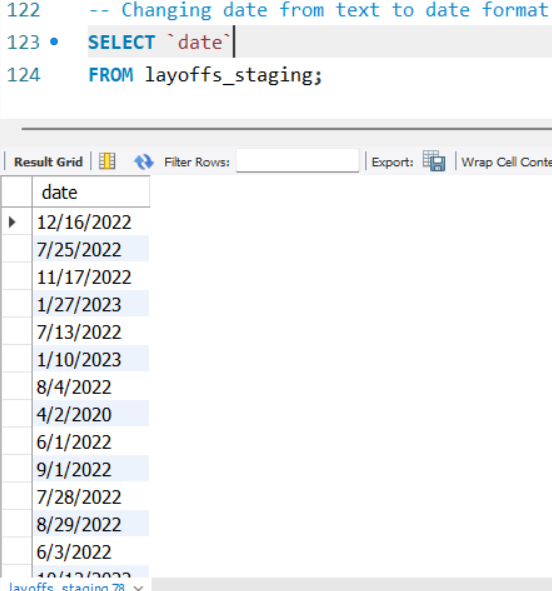 122 -- Changing date from text to date format
123 SELECT `date`
124 FROM layoffs_staging;
Result Grid Filter Rows: Export: Wrap Cell Conte
date
12/16/2022
7/25/2022
11/17/2022
1/27/2023
7/13/2022
1/10/2023
8/4/2022
4/2/2020
6/1/2022
9/1/2022
7/28/2022
8/29/2022
6/3/2022
layoffs_staging 78